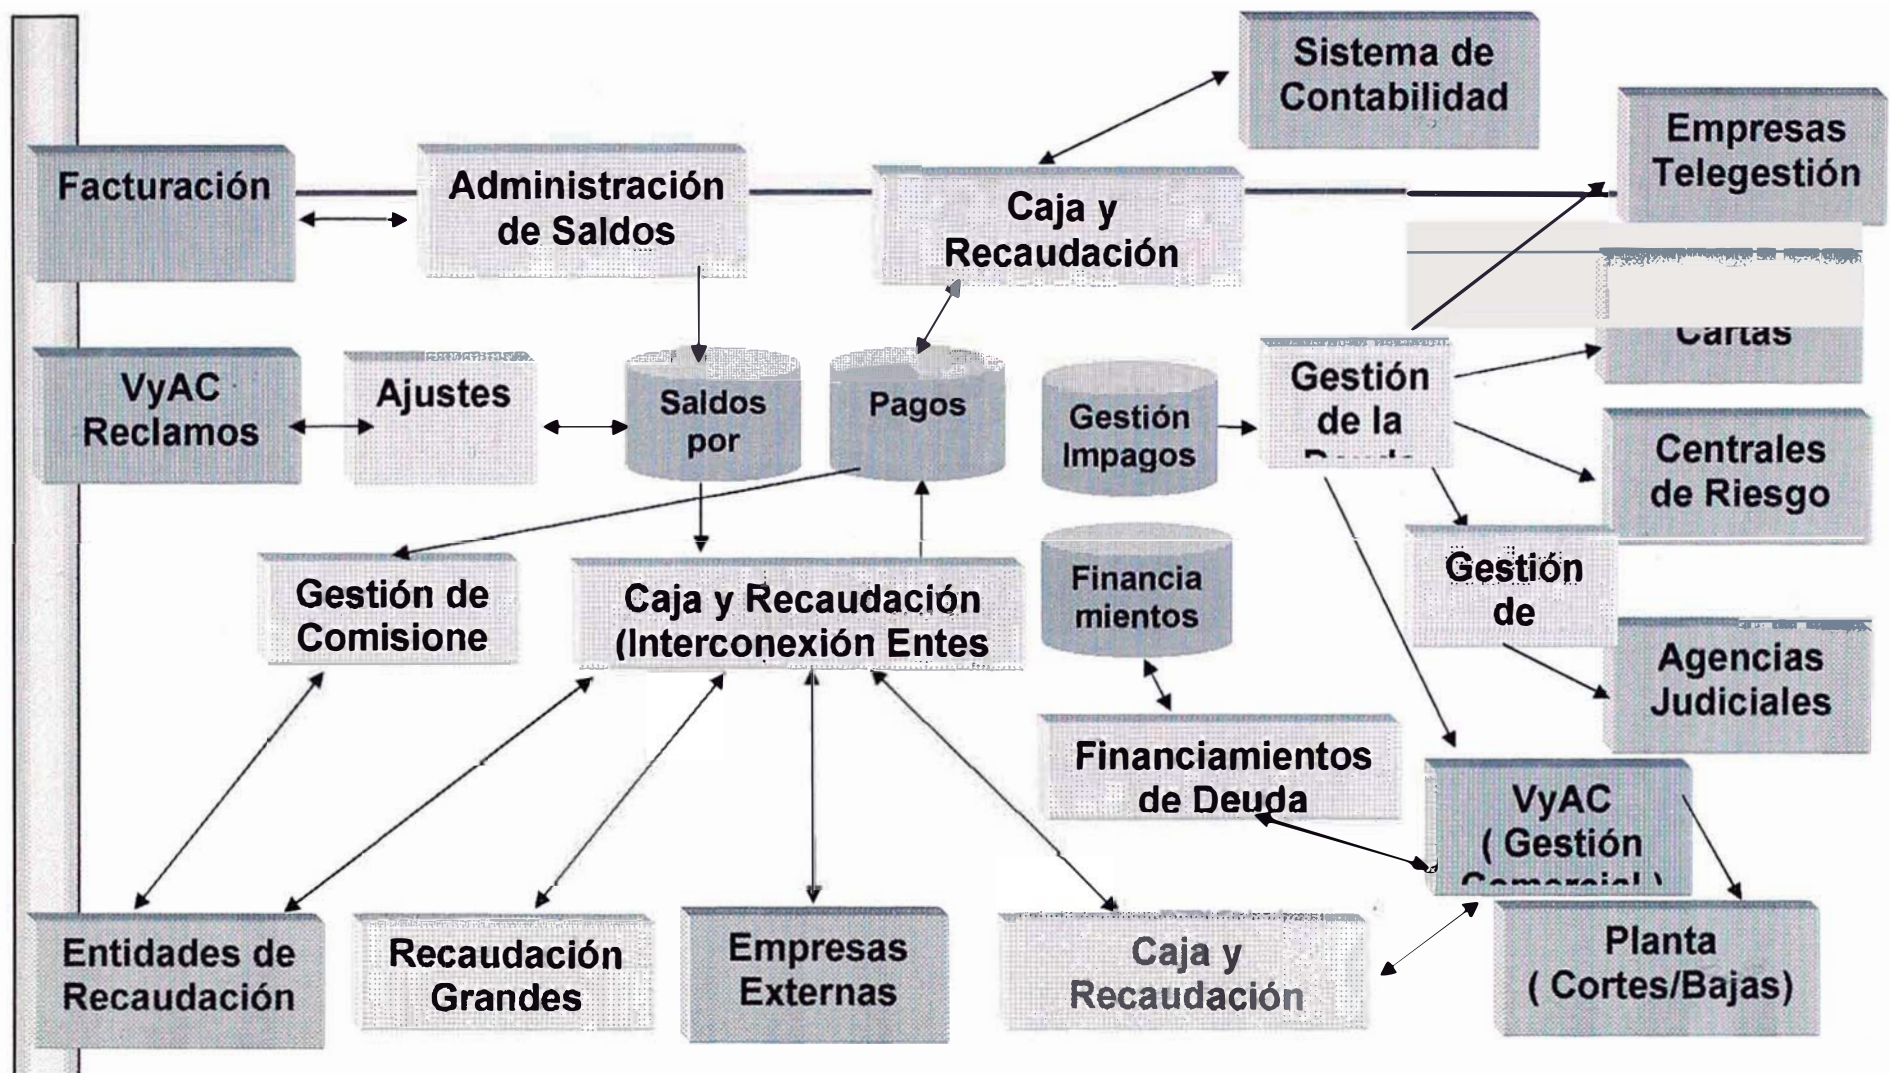 Sistema de
Contabilidad
Empresas
Telegestión
Facturación
Administración
de Saldos
Caja y
Recaudación
Cartas
VyAC
Reclamos
Ajustes
Saldos
por
Pagos
Gestión
Impagos
Gestión
de la
Centrales
de Riesgo
Gestión de
Comisione
Caja y Recaudación
(Interconexión Entes
Financia
mientos
Gestión
de
Agencias
Judiciales
Financiamientos
de Deuda
VyAC
( Gestión
Comercial )
Entidades de
Recaudación
Recaudación
Grandes
Empresas
Externas
Caja y
Recaudación
Planta
( Cortes/Bajas)